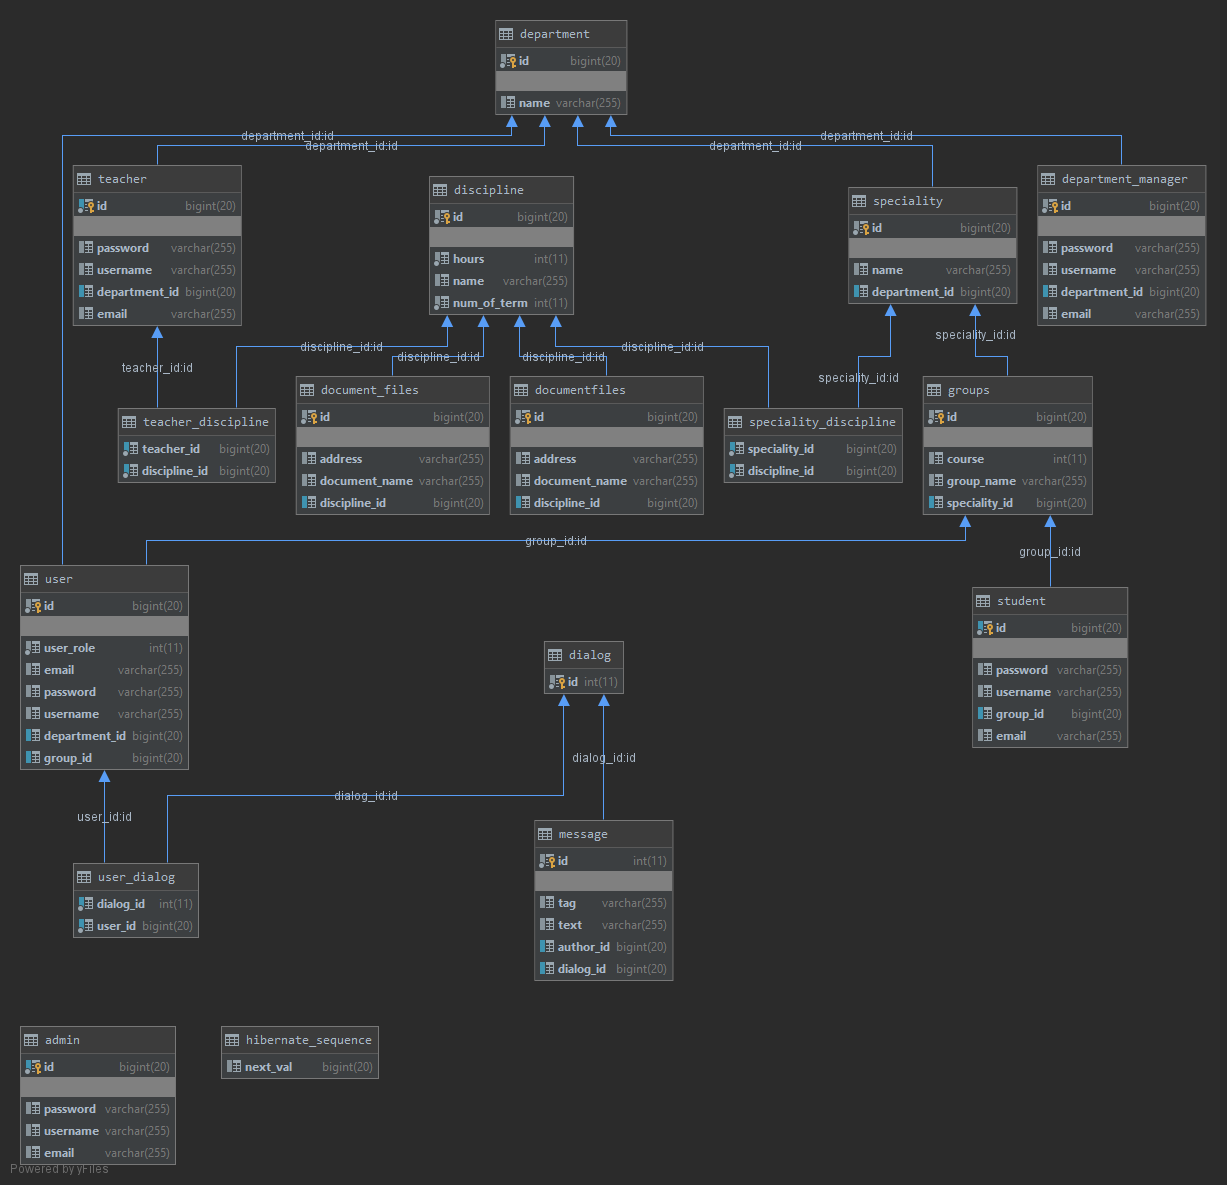 department
id bigint(20)
name varchar(255)
department_id:id
department_id:id
department_id:id
department_id:id
teacher
id bigint(20)
password varchar(255)
username varchar(255)
department_id bigint(20)
email varchar(255)
discipline
id bigint(20)
hours int(11)
name varchar(255)
num_of_term int(11)
speciality
id bigint(20)
name varchar(255)
department_id bigint(20)
department_manager
id bigint(20)
password varchar(255)
username varchar(255)
department_id bigint(20)
email varchar(255)
teacher_id:id
discipline_id:id
discipline_id:id
discipline_id:id
discipline_id:id
speciality_id:id
speciality_id:id
teacher_discipline
teacher_id bigint(20)
discipline_id bigint(20)
document_files
id bigint(20)
address varchar(255)
document_name varchar(255)
discipline_id bigint(20)
documentfiles
id bigint(20)
address varchar(255)
document_name varchar(255)
discipline_id bigint(20)
speciality_discipline
speciality_id bigint(20)
discipline_id bigint(20)
groups
id bigint(20)
course int(11)
group_name varchar(255)
speciality_id bigint(20)
group_id:id
group_id:id
user
id bigint(20)
user_role int(11)
email varchar(255)
password varchar(255)
username varchar(255)
department_id bigint(20)
group_id bigint(20)
dialog
id int(11)
student
id bigint(20)
password varchar(255)
username varchar(255)
group_id bigint(20)
email varchar(255)
dialog_id:id
dialog_id:id
user_id:id
user_dialog
dialog_id int(11)
user_id bigint(20)
message
id int(11)
tag varchar(255)
text varchar(255)
author_id bigint(20)
dialog_id bigint(20)
admin
id bigint(20)
password varchar(255)
username varchar(255)
email varchar(255)
hibernate_sequence
next_val bigint(20)
Powered by yFiles